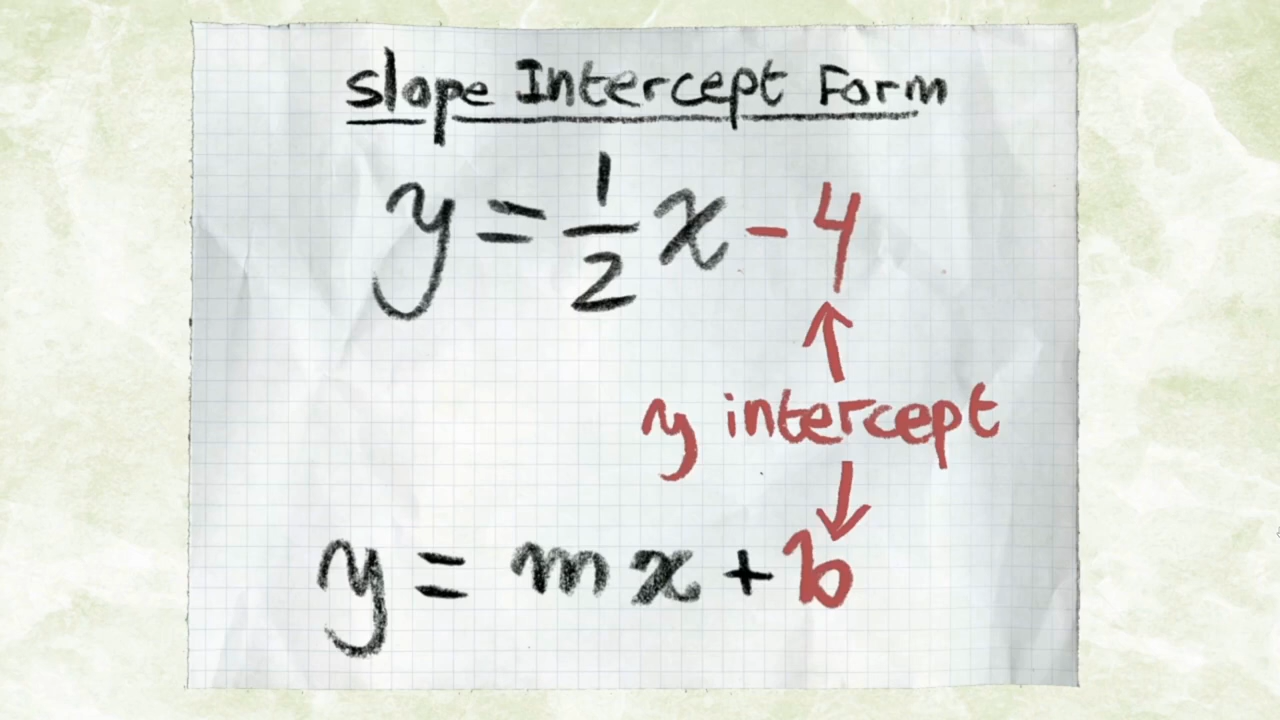 slope Intercept Form
y = 1/2 x - 4
y intercept
y = mx + b